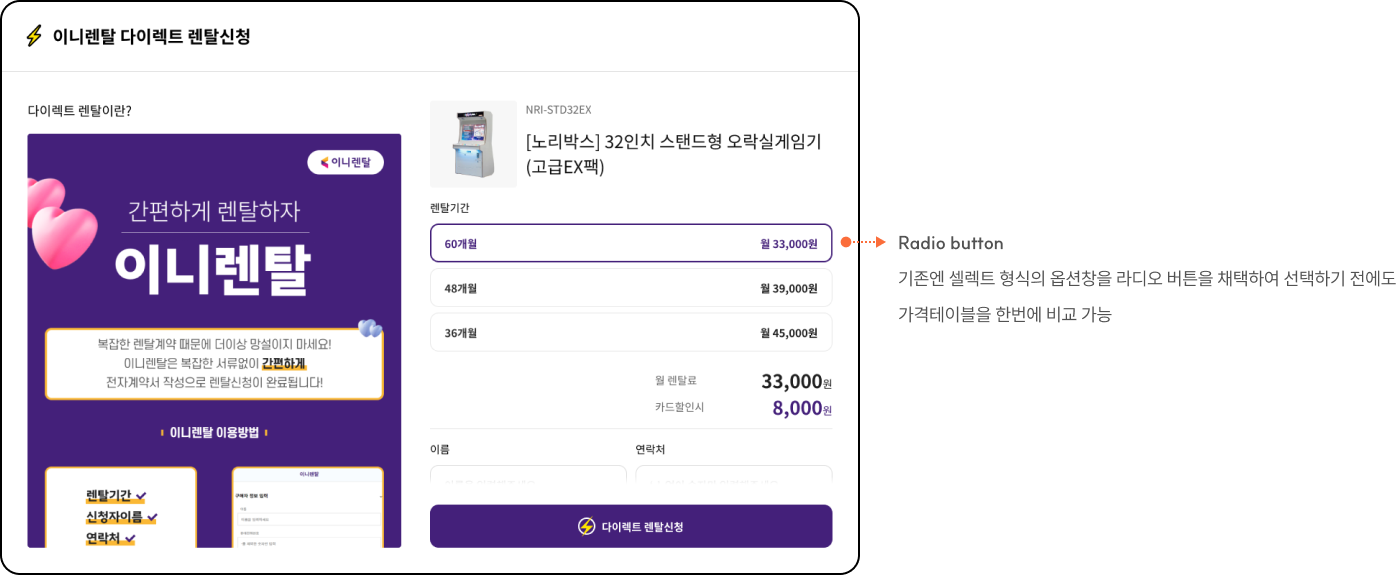 이니렌탈 다이렉트 렌탈신청
다이렉트 렌탈이란?
이니렌탈
간편하게 렌탈하자
이니렌탈
복잡한 렌탈계약 때문에 더이상 망설이지 마세요!
이니렌탈은 복잡한 서류없이 간편하게
전자계약서 작성으로 렌탈신청이 완료됩니다!
이니렌탈 이용방법
렌탈기간
신청자이름
연락처
이니렌탈
구매자 정보 입력
이름
NRI-STD32EX
[노리박스] 32인치 스탠드형 오락실게임기
(고급EX팩)
렌탈기간
60개월 월 33,000원
48개월 월 39,000원
36개월 월 45,000원
월 렌탈료 33,000원
카드할인시 8,000원
이름 연락처
다이렉트 렌탈신청
Radio button
기존엔 셀렉트 형식의 옵션창을 라디오 버튼을 채택하여 선택하기 전에도
가격테이블을 한번에 비교 가능